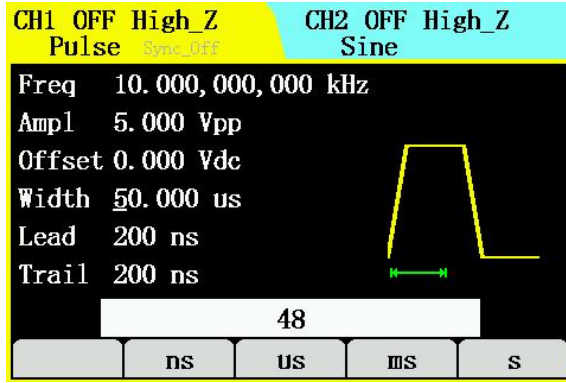 CH1 OFF High_Z
Pulse Sync_Off
CH2 OFF High_Z
Sine
Freq 10.000,000,000 kHz
Ampl 5.000 Vpp
Offset 0.000 Vdc
Width 50.000 us
Lead 200 ns
Trail 200 ns
48
ns us ms s